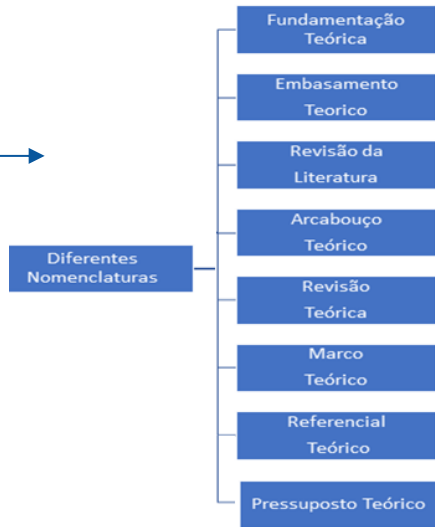 Fundamentação
Teórica
Embasamento
Teorico
Revisão da
Literatura
Arcabouço
Teórico
Diferentes
Nomenclaturas
Revisão
Teórica
Marco
Teórico
Referencial
Teórico
Pressuposto Teórico